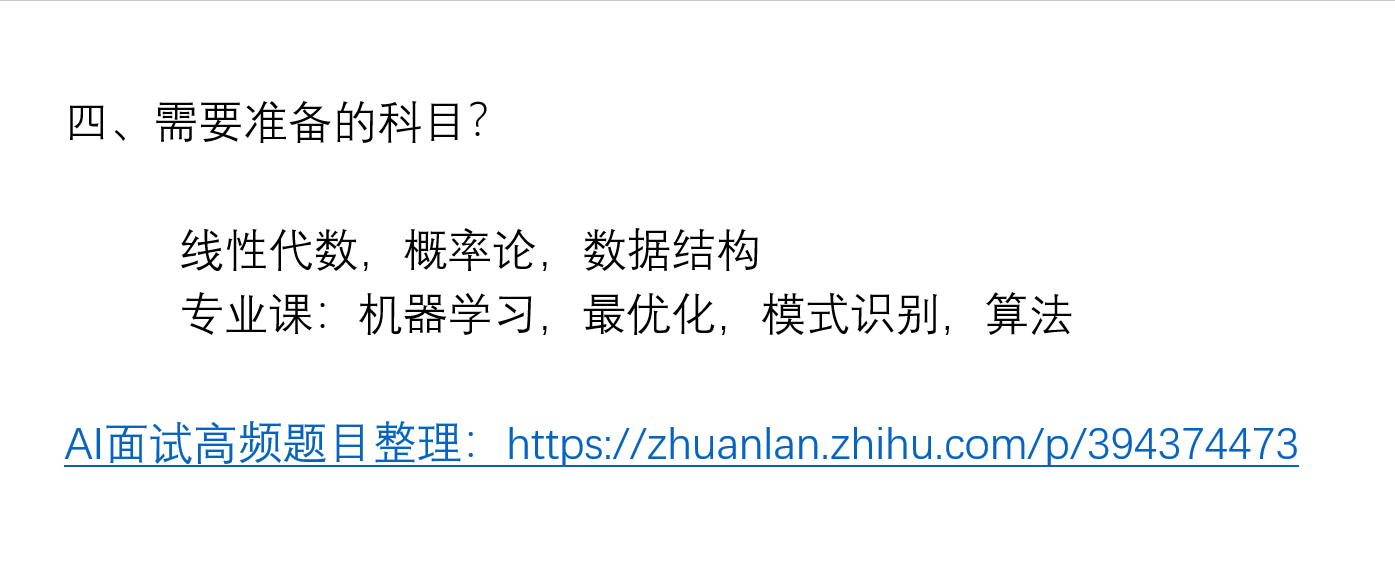 四、需要准备的科目？
线性代数，概率论，数据结构
专业课：机器学习，最优化，模式识别，算法
AI面试高频题目整理：https://zhuanlan.zhihu.com/p/394374473